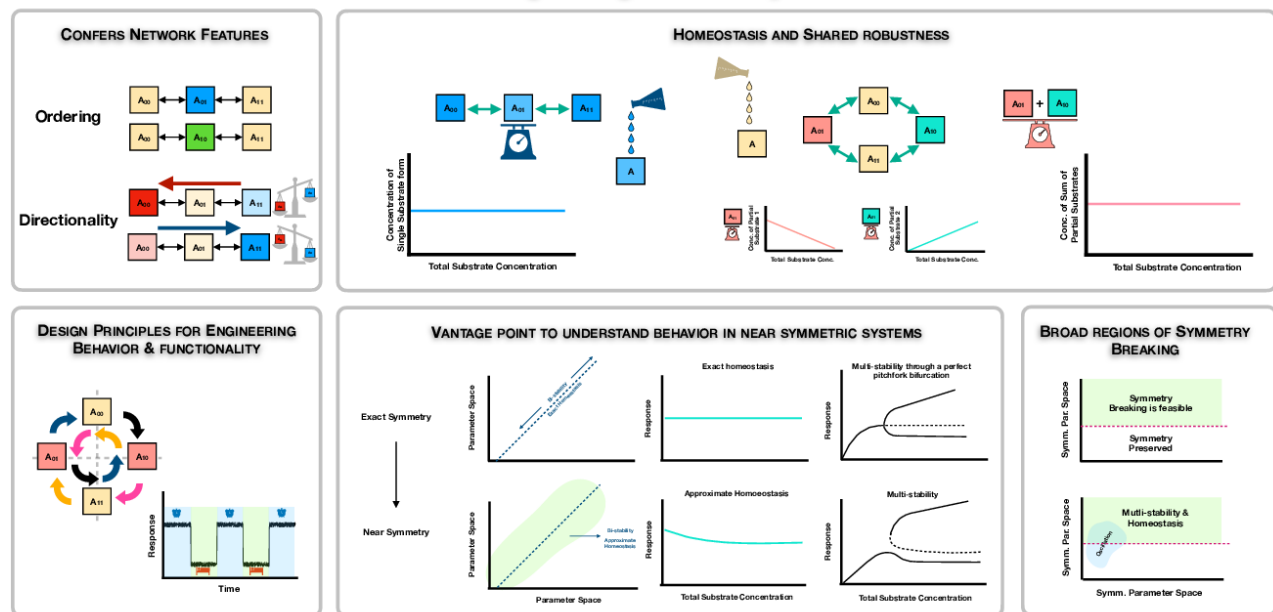 CONFERS NETWORK FEATURES
Ordering
A00 A01 A11
A00 A10 A11
Directionality
A00 A01 A11
A00 A01 A11
HOMEOSTASIS AND SHARED ROBUSTNESS
A00 A01 A11
A
A
A00
A01 A10
A11
A01 + A10
Concentration of
Single Substrate form
Total Substrate Concentration
A01
Conc. of Partial
Substrate 1
Total Substrate Conc.
Conc. of Partial
Substrate 2
Total Substrate Conc.
Conc. of Sum of
Partial Substrates
Total Substrate Concentration
DESIGN PRINCIPLES FOR ENGINEERING
BEHAVIOR & FUNCTIONALITY
A00
A01 A10
A11
Response
Time
VANTAGE POINT TO UNDERSTAND BEHAVIOR IN NEAR SYMMETRIC SYSTEMS
Exact Symmetry
Near Symmetry
Parameter Space
Bi-stability
Exact Homeostasis
Exact homeostasis
Response
Multi-stability through a perfect
pitchfork bifurcation
Response
Parameter Space
Bi-stability
Approximate
Homeostasis
Parameter Space
Approximate Homoeostasis
Response
Total Substrate Concentration
Multi-stability
Response
Total Substrate Concentration
BROAD REGIONS OF SYMMETRY
BREAKING
Symm. Par. Space
Symmetry
Breaking is feasible
Symmetry
Preserved
Symm. Par. Space
Mutli-stability &
Homeostasis
Oscillation
Symm. Parameter Space